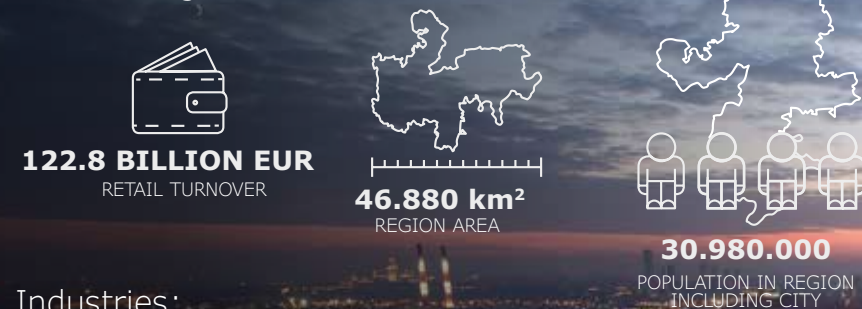 122.8 BILLION EUR
RETAIL TURNOVER
46.880 km²
REGION AREA
30.980.000
POPULATION IN REGION
INCLUDING CITY
Industries: